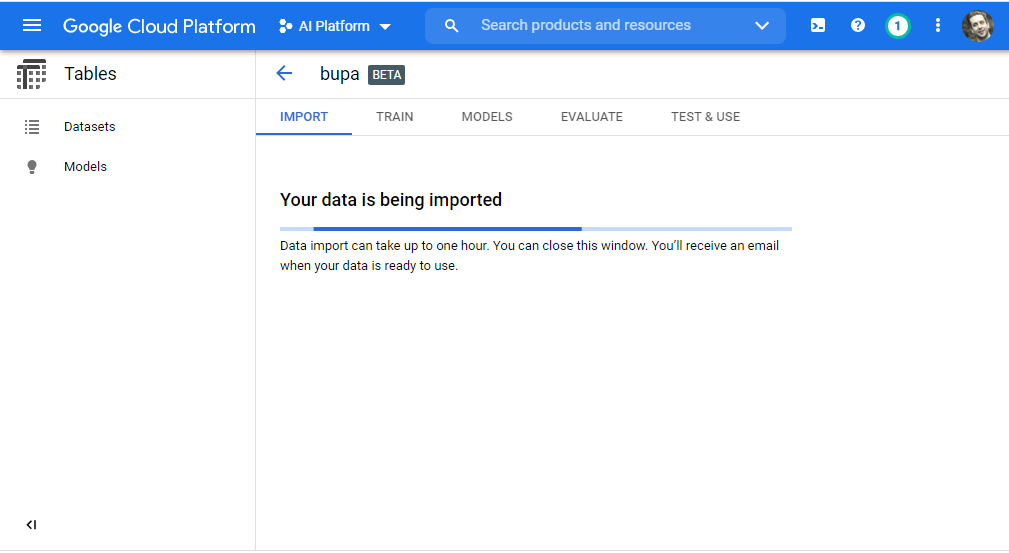 Google Cloud Platform
AI Platform
Search products and resources
1
Tables
bupa BETA
Datasets
Models
IMPORT TRAIN MODELS EVALUATE TEST & USE
Your data is being imported
Data import can take up to one hour. You can close this window. You’ll receive an email
when your data is ready to use.